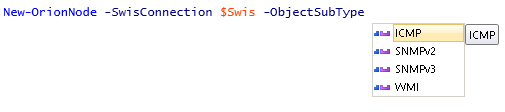 New-OrionNode -SwisConnection $Swis -ObjectSubType
ICMP ICMP
SNMPv2
SNMPv3
WMI